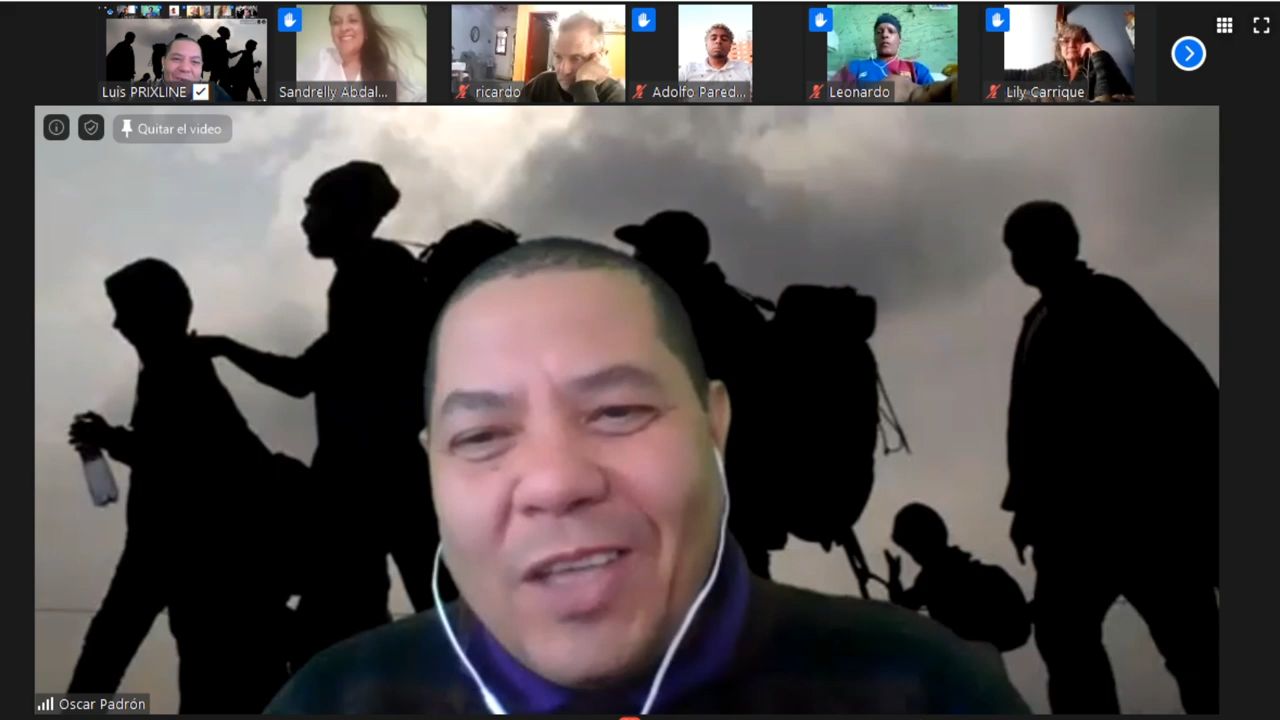 Luis PRIXLINE
Sandrelly Abdal...
ricardo
Adolfo Pared...
Leonardo
Lily Carrique
Quitar el video
Oscar Padrón